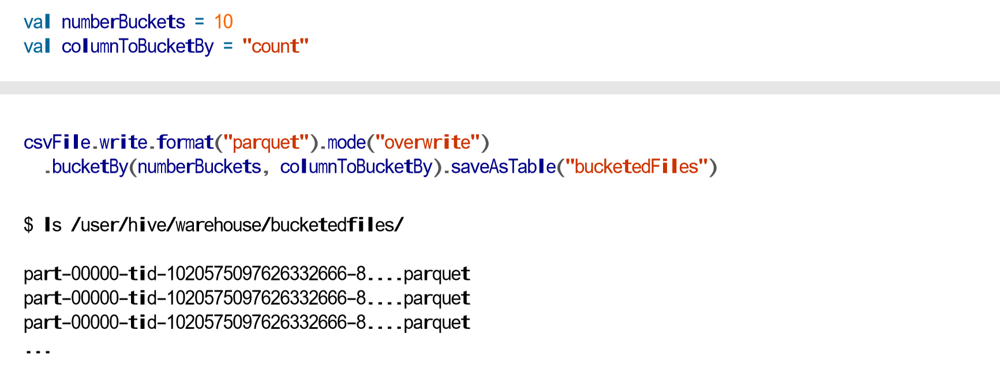 val numberBuckets = 10
val columnToBucketBy = "count"
csvFile.write.format("parquet").mode("overwrite")
.bucketBy(numberBuckets, columnToBucketBy).saveAsTable("bucketedFiles")
$ ls /user/hive/warehouse/bucketedfiles/
part-00000-tid-1020575097626332666-8....parquet
part-00000-tid-1020575097626332666-8....parquet
part-00000-tid-1020575097626332666-8....parquet
...